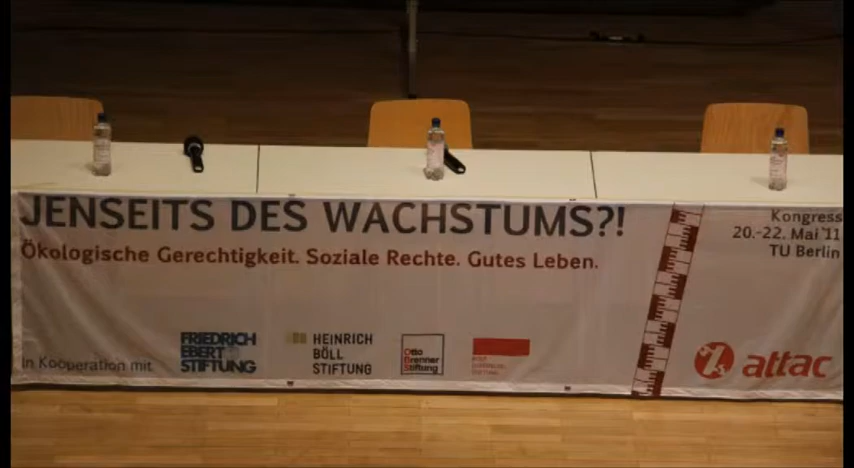 JENSEITS DES WACHSTUMS?!
Ökologische Gerechtigkeit. Soziale Rechte. Gutes Leben.
Kongress
20.-22. Mai 11
TU Berlin
In Kooperation mit
FRIEDRICH
EBERT
STIFTUNG
HEINRICH
BÖLL
STIFTUNG
Otto
Brenner
Stiftung
attac